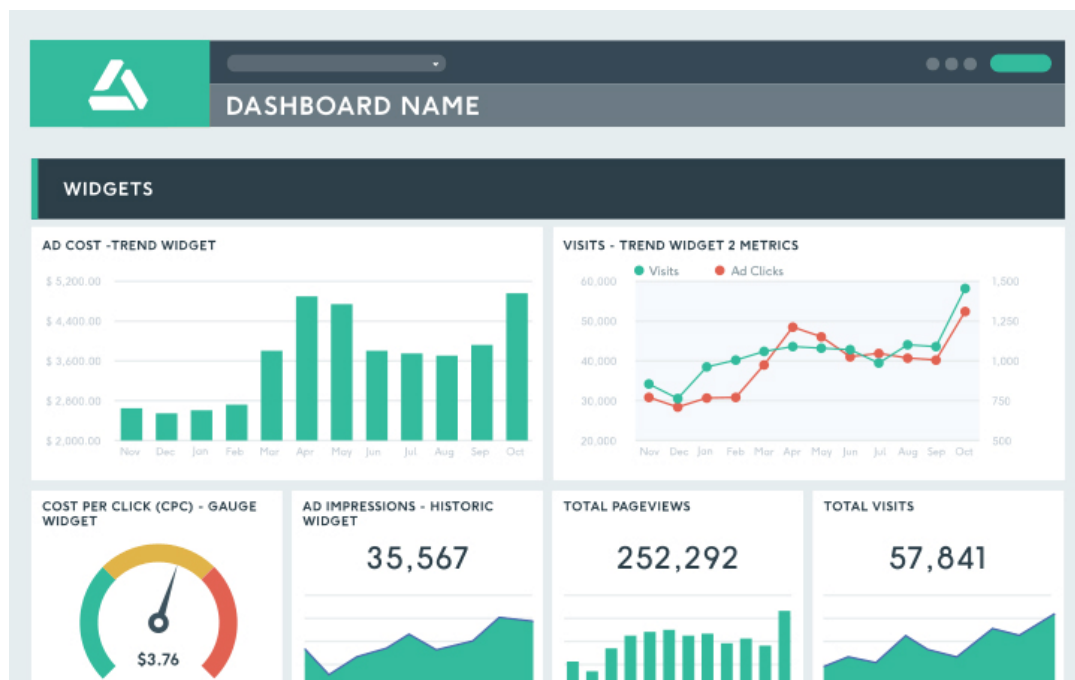 DASHBOARD NAME
WIDGETS
AD COST -TREND WIDGET
$ 5,200.00
$ 4,400.00
$ 3,600.00
$ 2,800.00
$ 2,000.00
Nov Dec Jan Feb Mar Apr May Jun Jul Aug Sep Oct
VISITS - TREND WIDGET 2 METRICS
Visits Ad Clicks
60,000 1,500
50,000 1,250
40,000 1,000
30,000 750
20,000 500
Nov Dec Jan Feb Mar Apr May Jun Jul Aug Sep Oct
COST PER CLICK (CPC) - GAUGE
WIDGET
$3.76
AD IMPRESSIONS - HISTORIC
WIDGET
35,567
TOTAL PAGEVIEWS
252,292
TOTAL VISITS
57,841